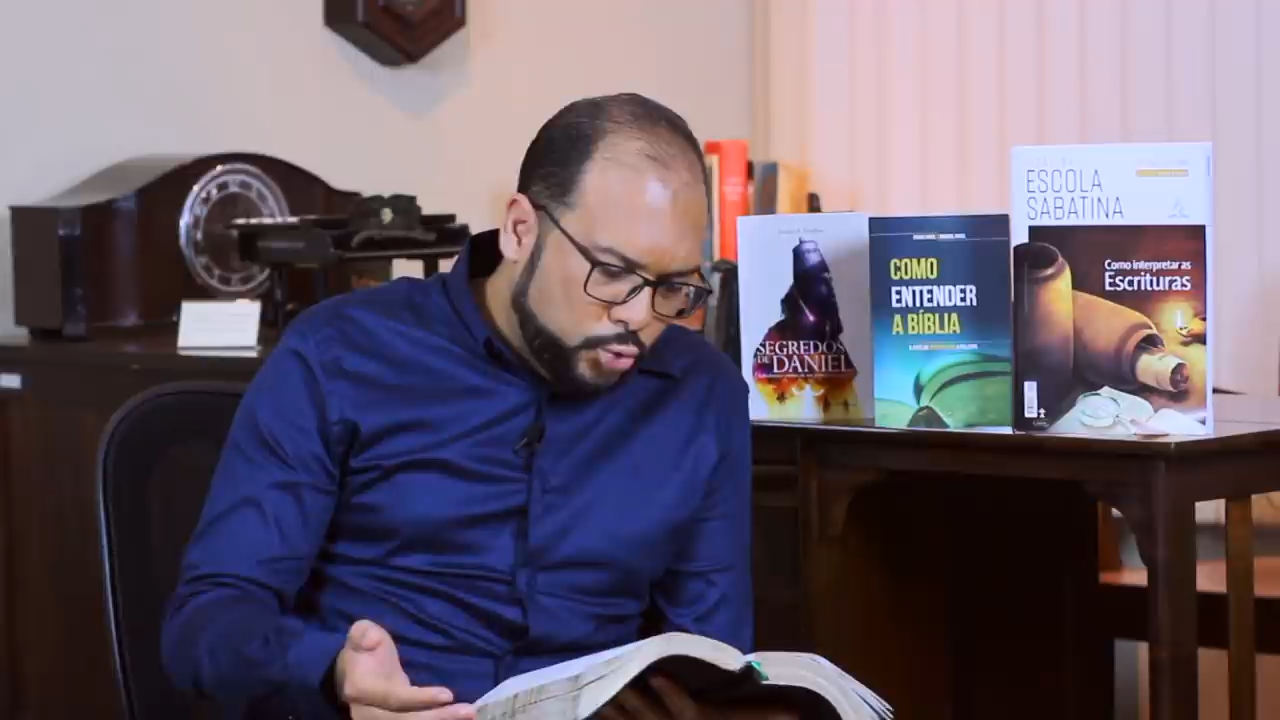 SEGREDOS
DE DANIEL
COMO
ENTENDER
A BÍBLIA
ESCOLA
SABATINA
Como interpretar as
Escrituras